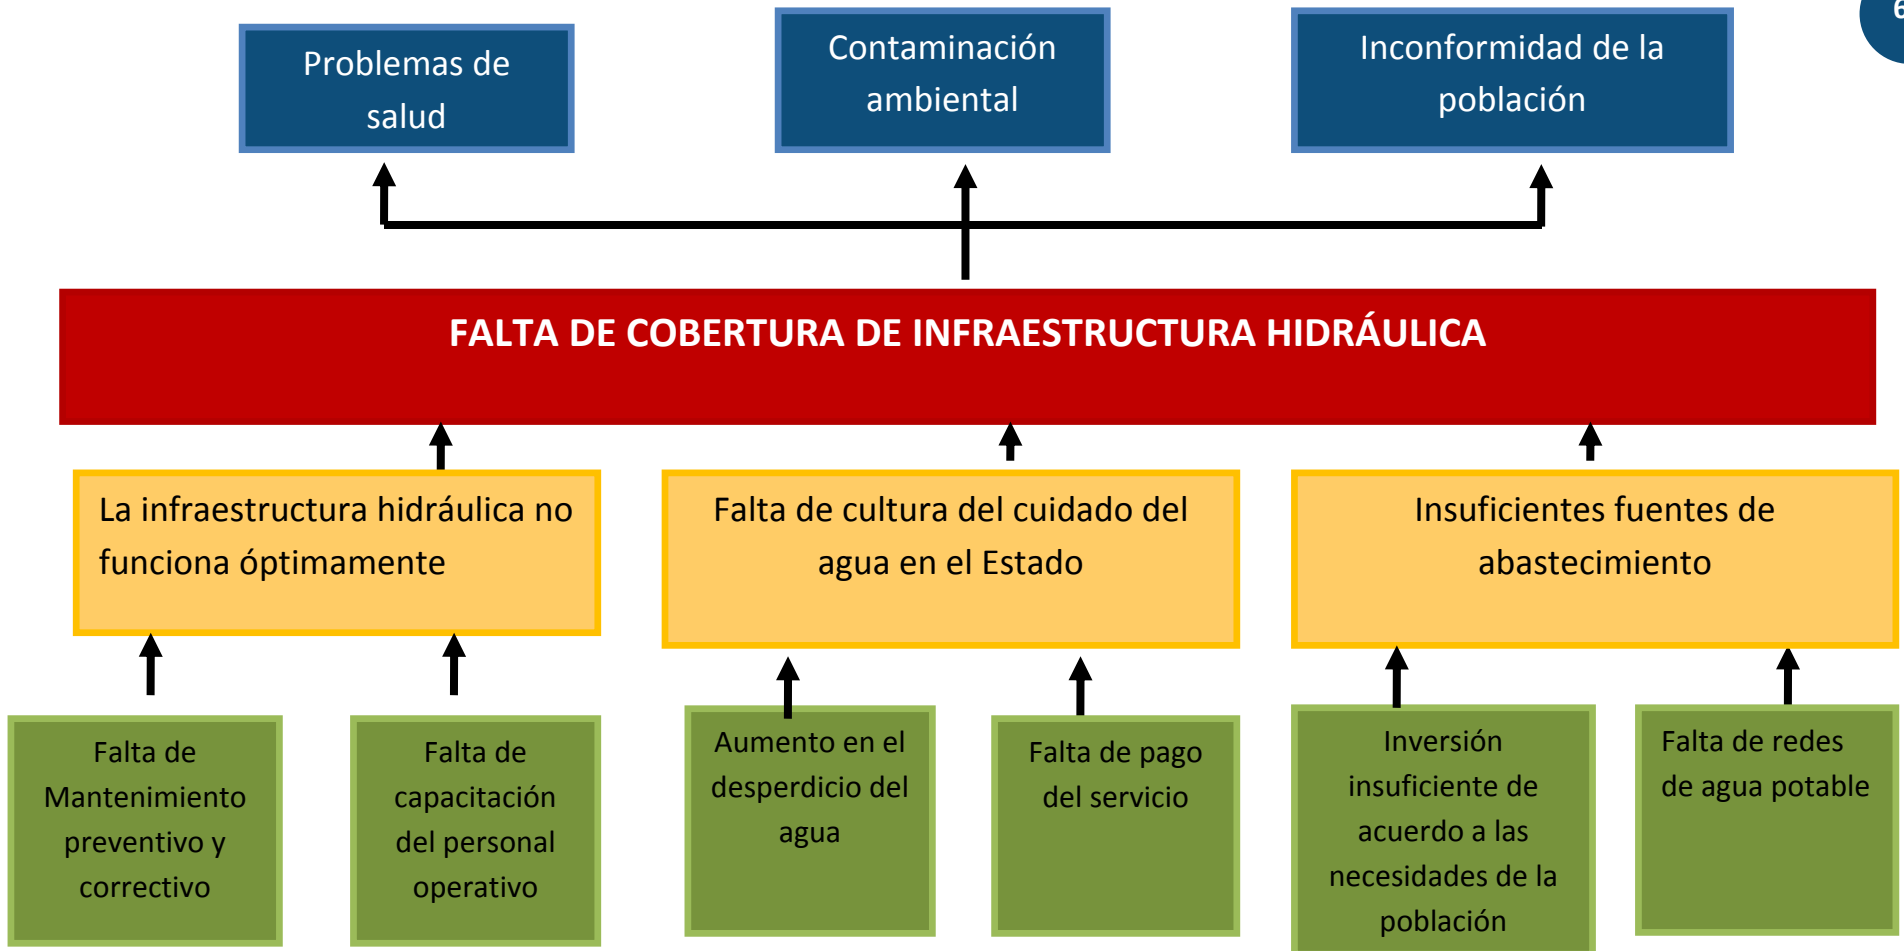 6
Problemas de
salud
Contaminación
ambiental
Inconformidad de la
población
FALTA DE COBERTURA DE INFRAESTRUCTURA HIDRÁULICA
La infraestructura hidráulica no
funciona óptimamente
Falta de cultura del cuidado del
agua en el Estado
Insuficientes fuentes de
abastecimiento
Falta de
Mantenimiento
preventivo y
correctivo
Falta de
capacitación
del personal
operativo
Aumento en el
desperdicio del
agua
Falta de pago
del servicio
Inversión
insuficiente de
acuerdo a las
necesidades de la
población
Falta de redes
de agua potable